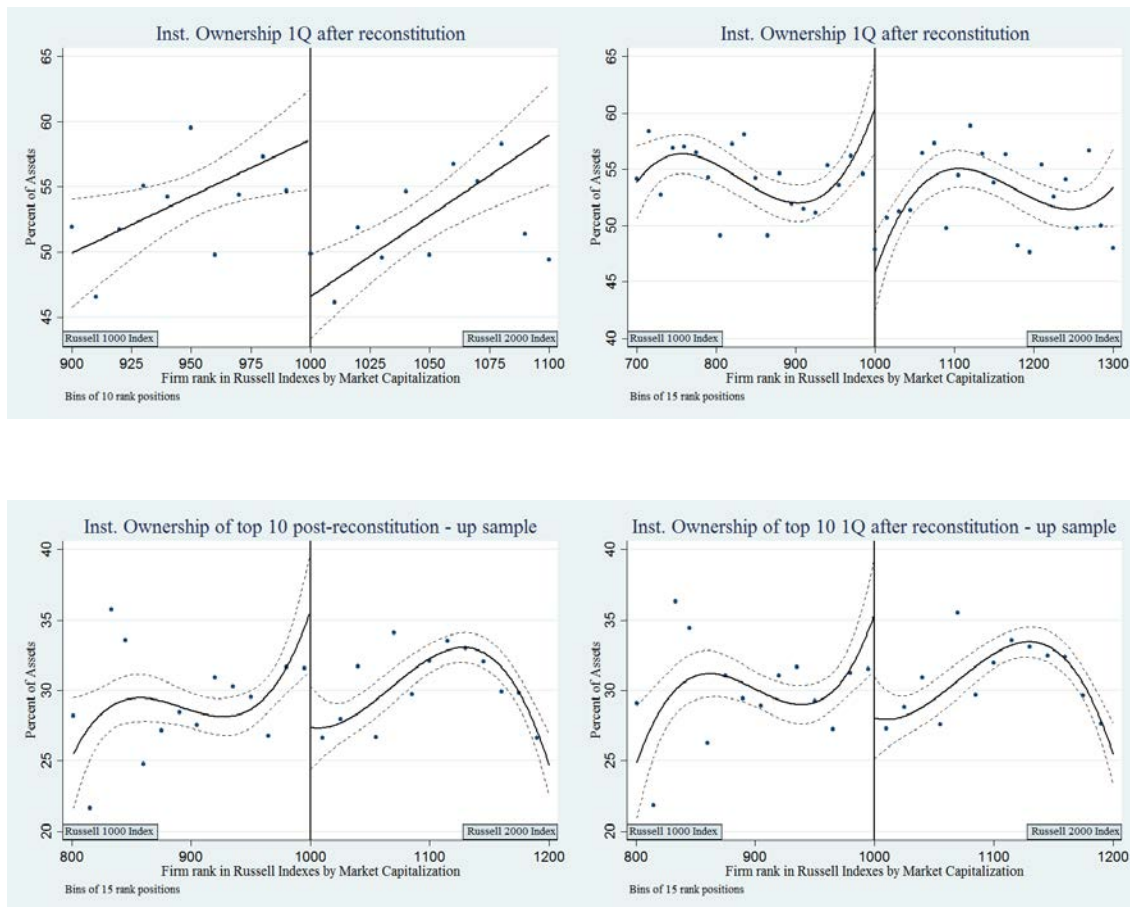 Inst. Ownership 1Q after reconstitution
Percent of Assets
65
60
55
50
45
Russell 1000 Index
Russell 2000 Index
900 925 950 975 1000 1025 1050 1075 1100
Firm rank in Russell Indexes by Market Capitalization
Bins of 10 rank positions
Inst. Ownership 1Q after reconstitution
Percent of Assets
65
60
55
50
45
40
Russell 1000 Index
Russell 2000 Index
700 800 900 1000 1100 1200 1300
Firm rank in Russell Indexes by Market Capitalization
Bins of 15 rank positions
Inst. Ownership of top 10 post-reconstitution - up sample
Percent of Assets
40
35
30
25
20
Russell 1000 Index
Russell 2000 Index
800 900 1000 1100 1200
Firm rank in Russell Indexes by Market Capitalization
Bins of 15 rank positions
Inst. Ownership of top 10 1Q after reconstitution - up sample
Percent of Assets
40
35
30
25
20
Russell 1000 Index
Russell 2000 Index
800 900 1000 1100 1200
Firm rank in Russell Indexes by Market Capitalization
Bins of 15 rank positions